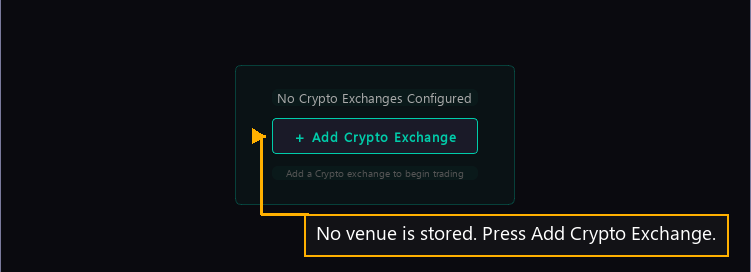 No Crypto Exchanges Configured
+ Add Crypto Exchange
Add a Crypto exchange to begin trading
No venue is stored. Press Add Crypto Exchange.